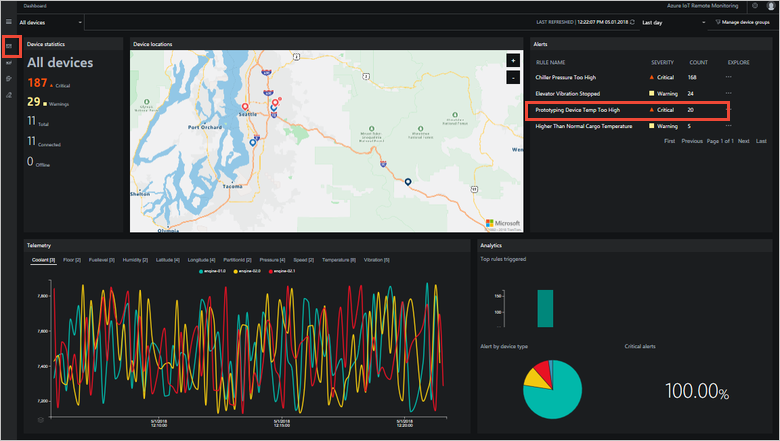 Dashboard
Azure IoT Remote Monitoring
All devices
LAST REFRESHED | 12:22:07 PM 05.01.2018
Last day
Manage device groups
Device statistics
All devices
187 Critical
29 Warnings
11 Total
11 Connected
0 Offline
Device locations
+
-
Seattle
Port Orchard
Tacoma
Shelton
Olympia
Microsoft
Alerts
RULE NAME SEVERITY COUNT EXPLORE
Chiller Pressure Too High Critical 168 ...
Elevator Vibration Stopped Warning 24 ...
Prototyping Device Temp Too High Critical 20 ...
Higher Than Normal Cargo Temperature Warning 5 ...
First Previous Page 1 of 1 Next Last
Telemetry
Coolant [3] Floor [2] Fuellevel [3] Humidity [2] Latitude [4] Longitude [4] PartitionId [2] Pressure [4] Speed [2] Temperature [6] Vibration [5]
engine-01.0 engine-02.0 engine-02.1
7,800
7,600
7,400
7,200
5/1/2018
12:10:00
5/1/2018
12:15:00
5/1/2018
12:20:00
Analytics
Top rules triggered
150
100
50
Alert by device type
Critical alerts
100.00%